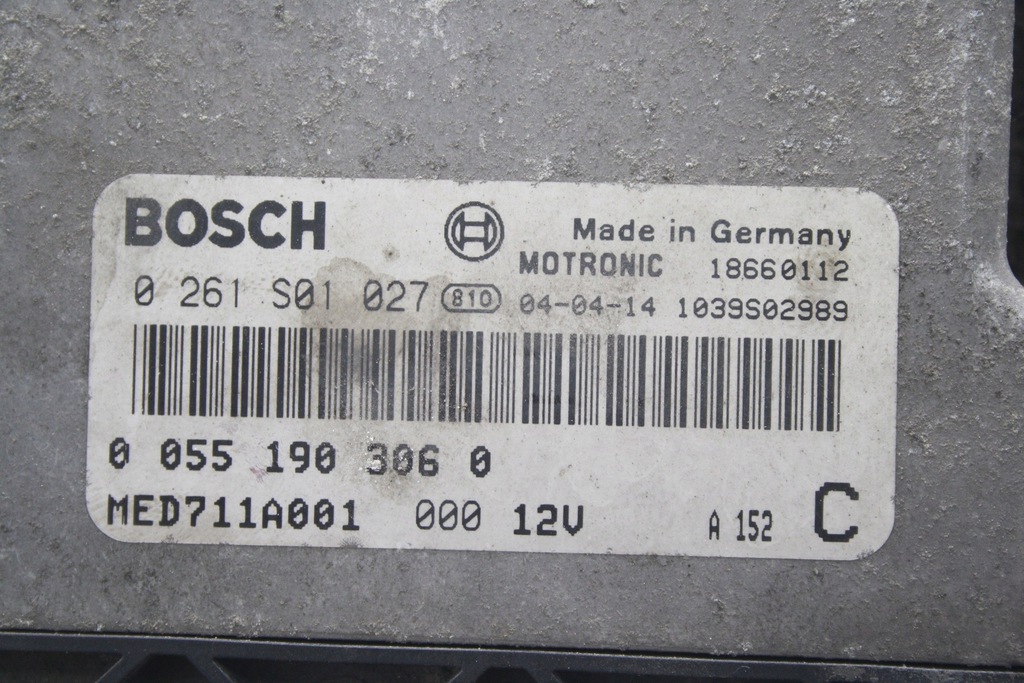 BOSCH Made in Germany
MOTRONIC 18660112
0 261 S01 027 810 04-04-14 1039S02989
0 055 190 306 0
MED711A001 000 12V A 152 C